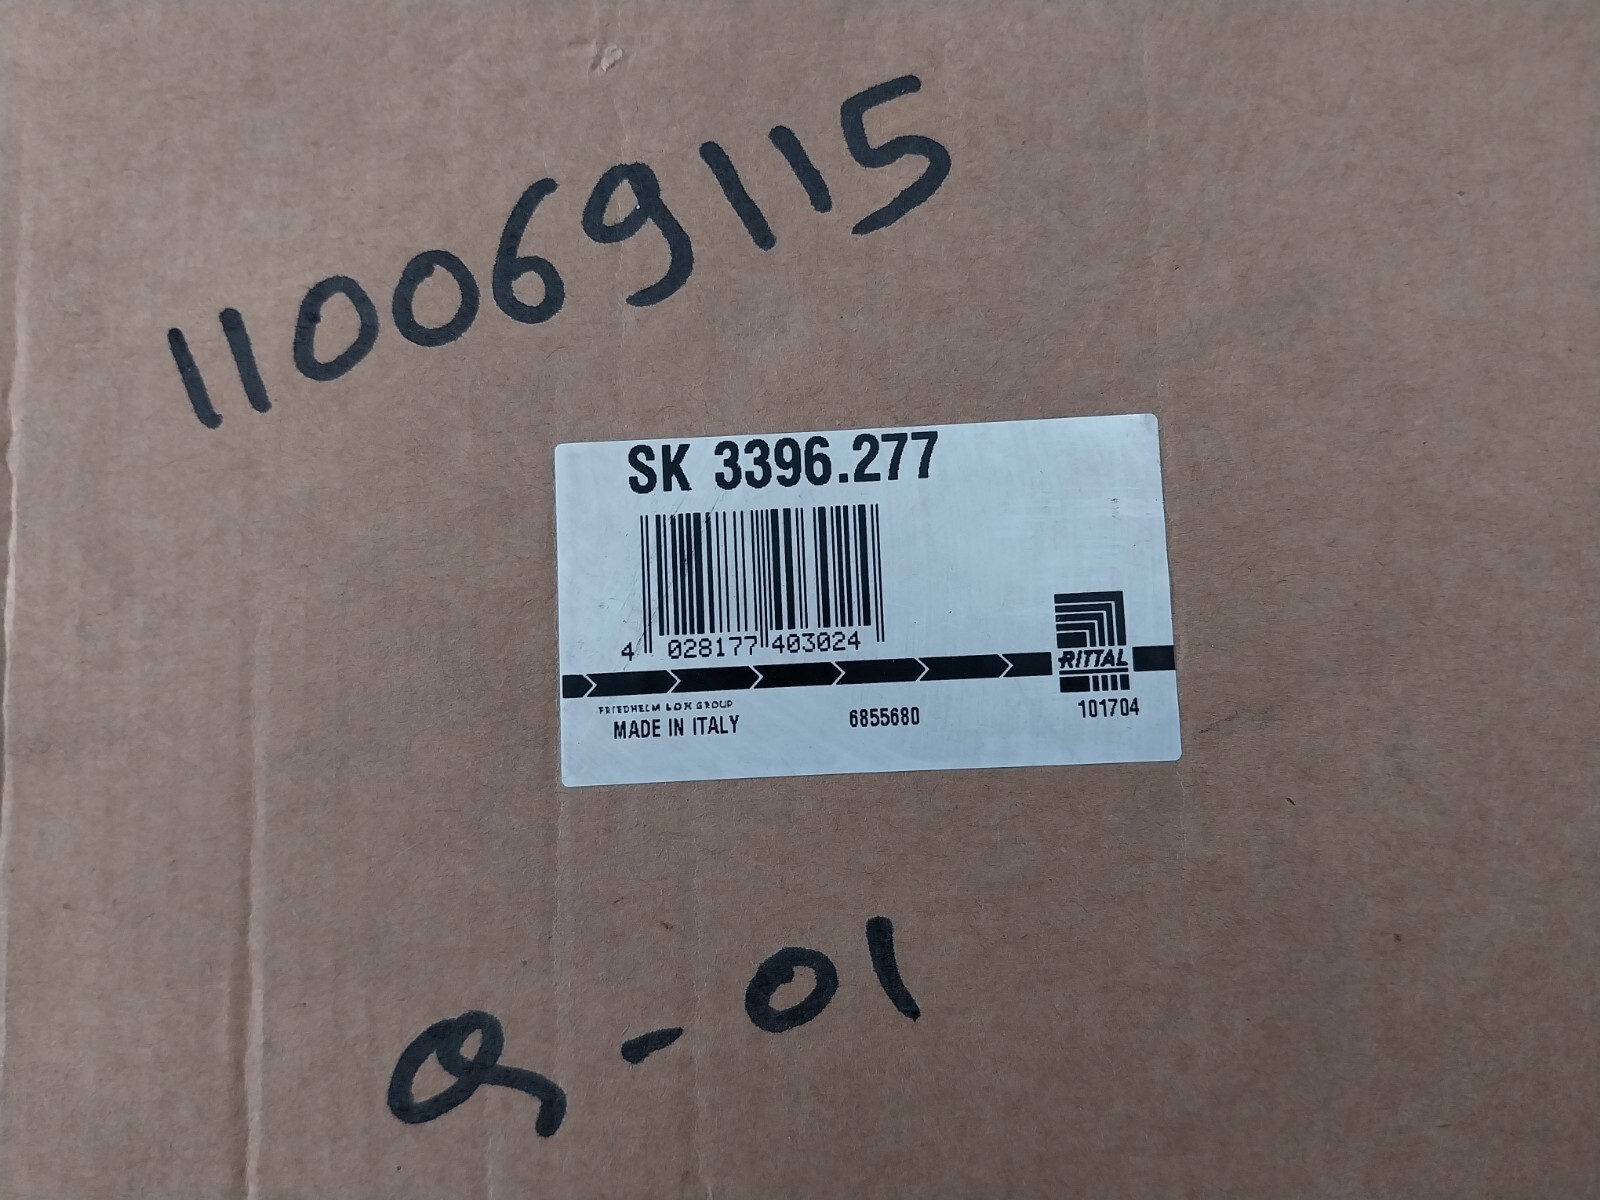 110069115
SK 3396.277
4 028177 403024
RITTAL
FRIEDHELM LOH GROUP
MADE IN ITALY
6855680
101704
Q-01